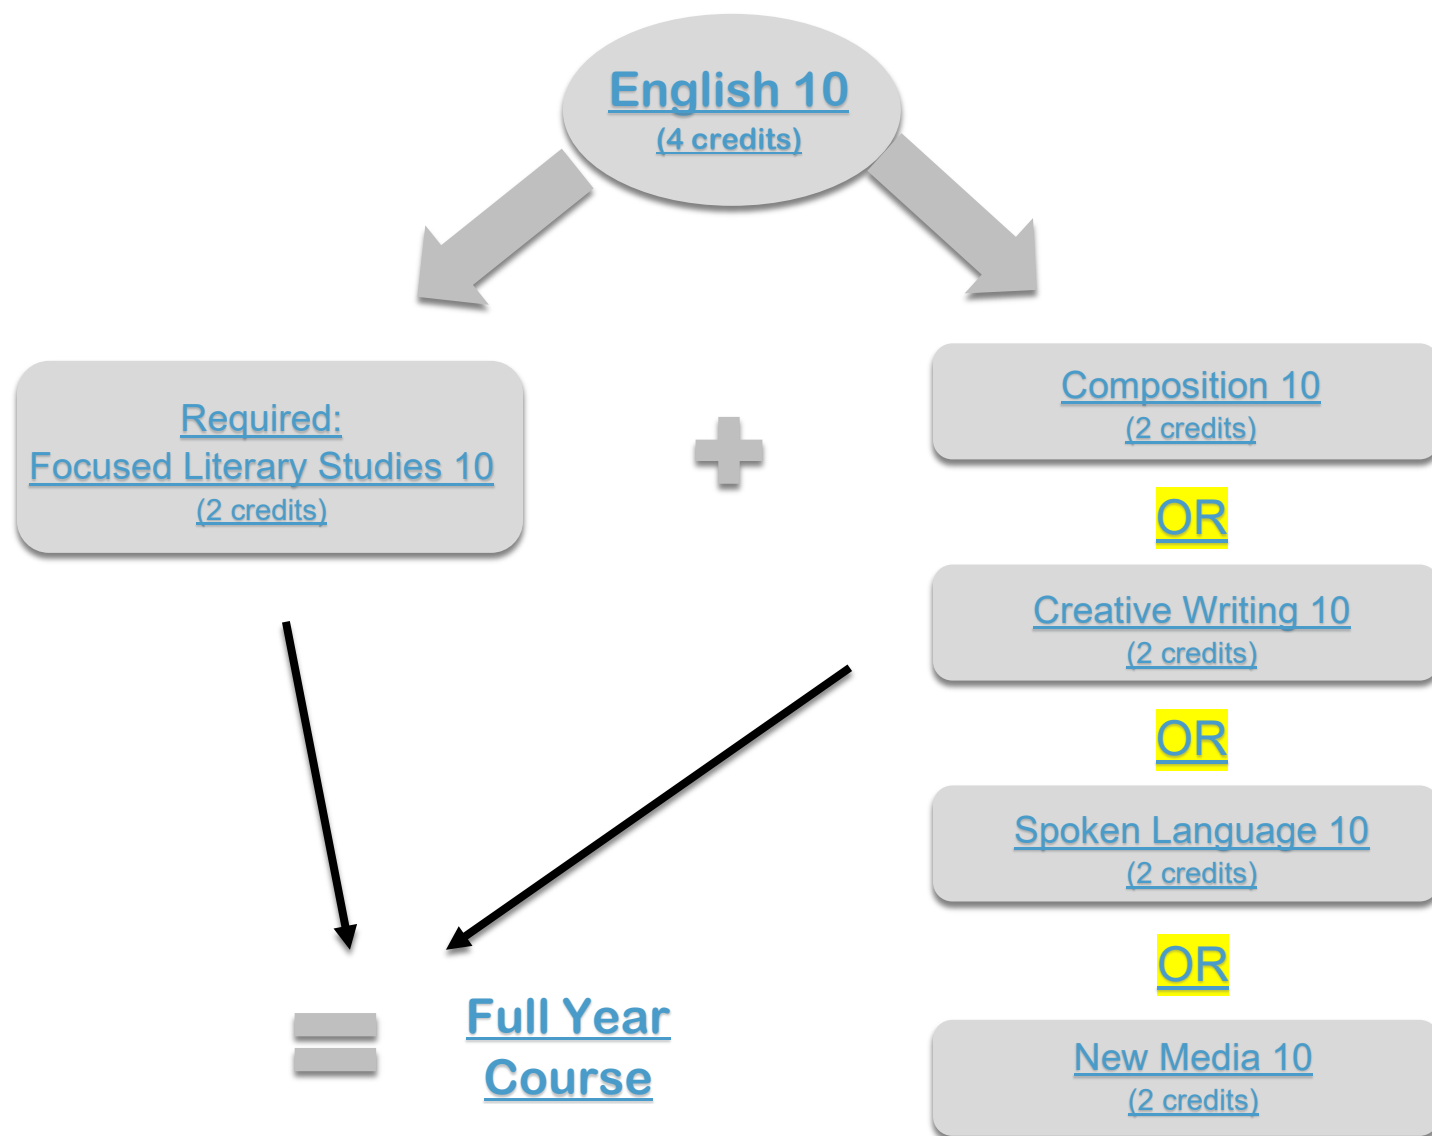 English 10
(4 credits)
Required:
Focused Literary Studies 10
(2 credits)
Composition 10
(2 credits)
OR
Creative Writing 10
(2 credits)
OR
Spoken Language 10
(2 credits)
OR
New Media 10
(2 credits)
Full Year
Course